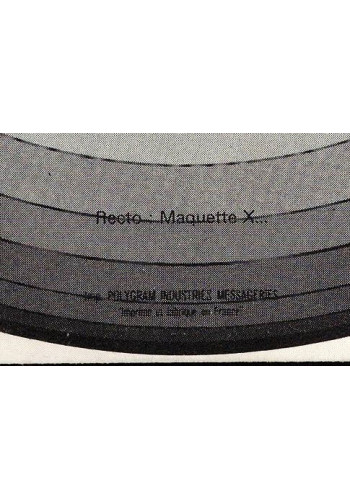 Recto : Maquette X...
Imp. POLYGRAM INDUSTRIES MESSAGERIES
"Imprimé et fabriqué en France"